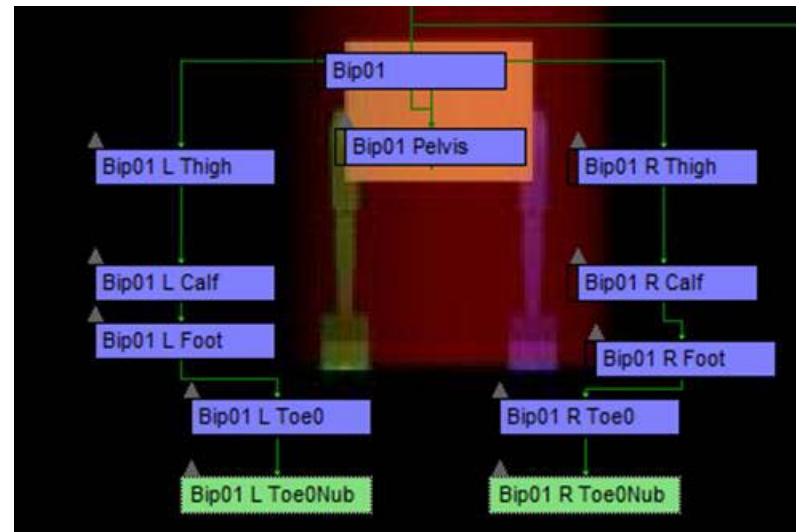 Bip01
Bip01 Pelvis
Bip01 L Thigh
Bip01 R Thigh
Bip01 L Calf
Bip01 R Calf
Bip01 L Foot
Bip01 R Foot
Bip01 L Toe0
Bip01 R Toe0
Bip01 L Toe0Nub
Bip01 R Toe0Nub